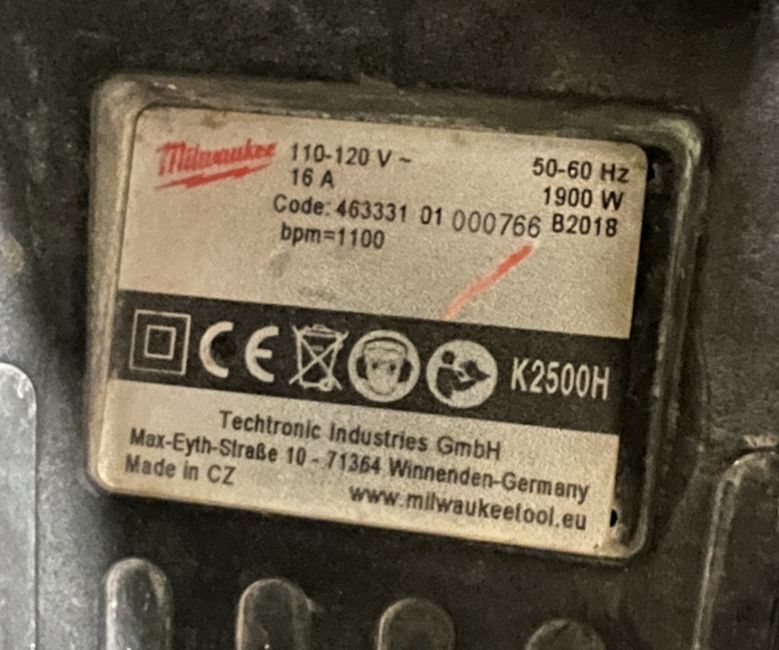 Milwaukee
110-120 V ~ 50-60 Hz
16 A 1900 W
Code: 463331 01 000766 B2018
bpm=1100
CE K2500H
Techtronic Industries GmbH
Max-Eyth-Straße 10 - 71364 Winnenden-Germany
Made in CZ
www.milwaukeetool.eu